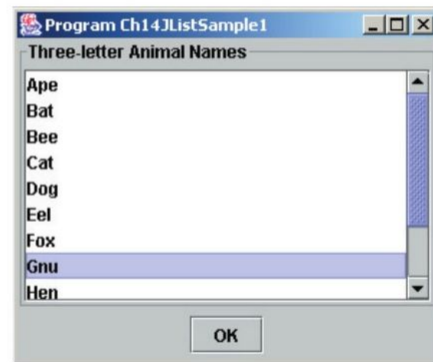 Program Ch14JListSample1
Three-letter Animal Names
Ape
Bat
Bee
Cat
Dog
Eel
Fox
Gnu
Hen
OK